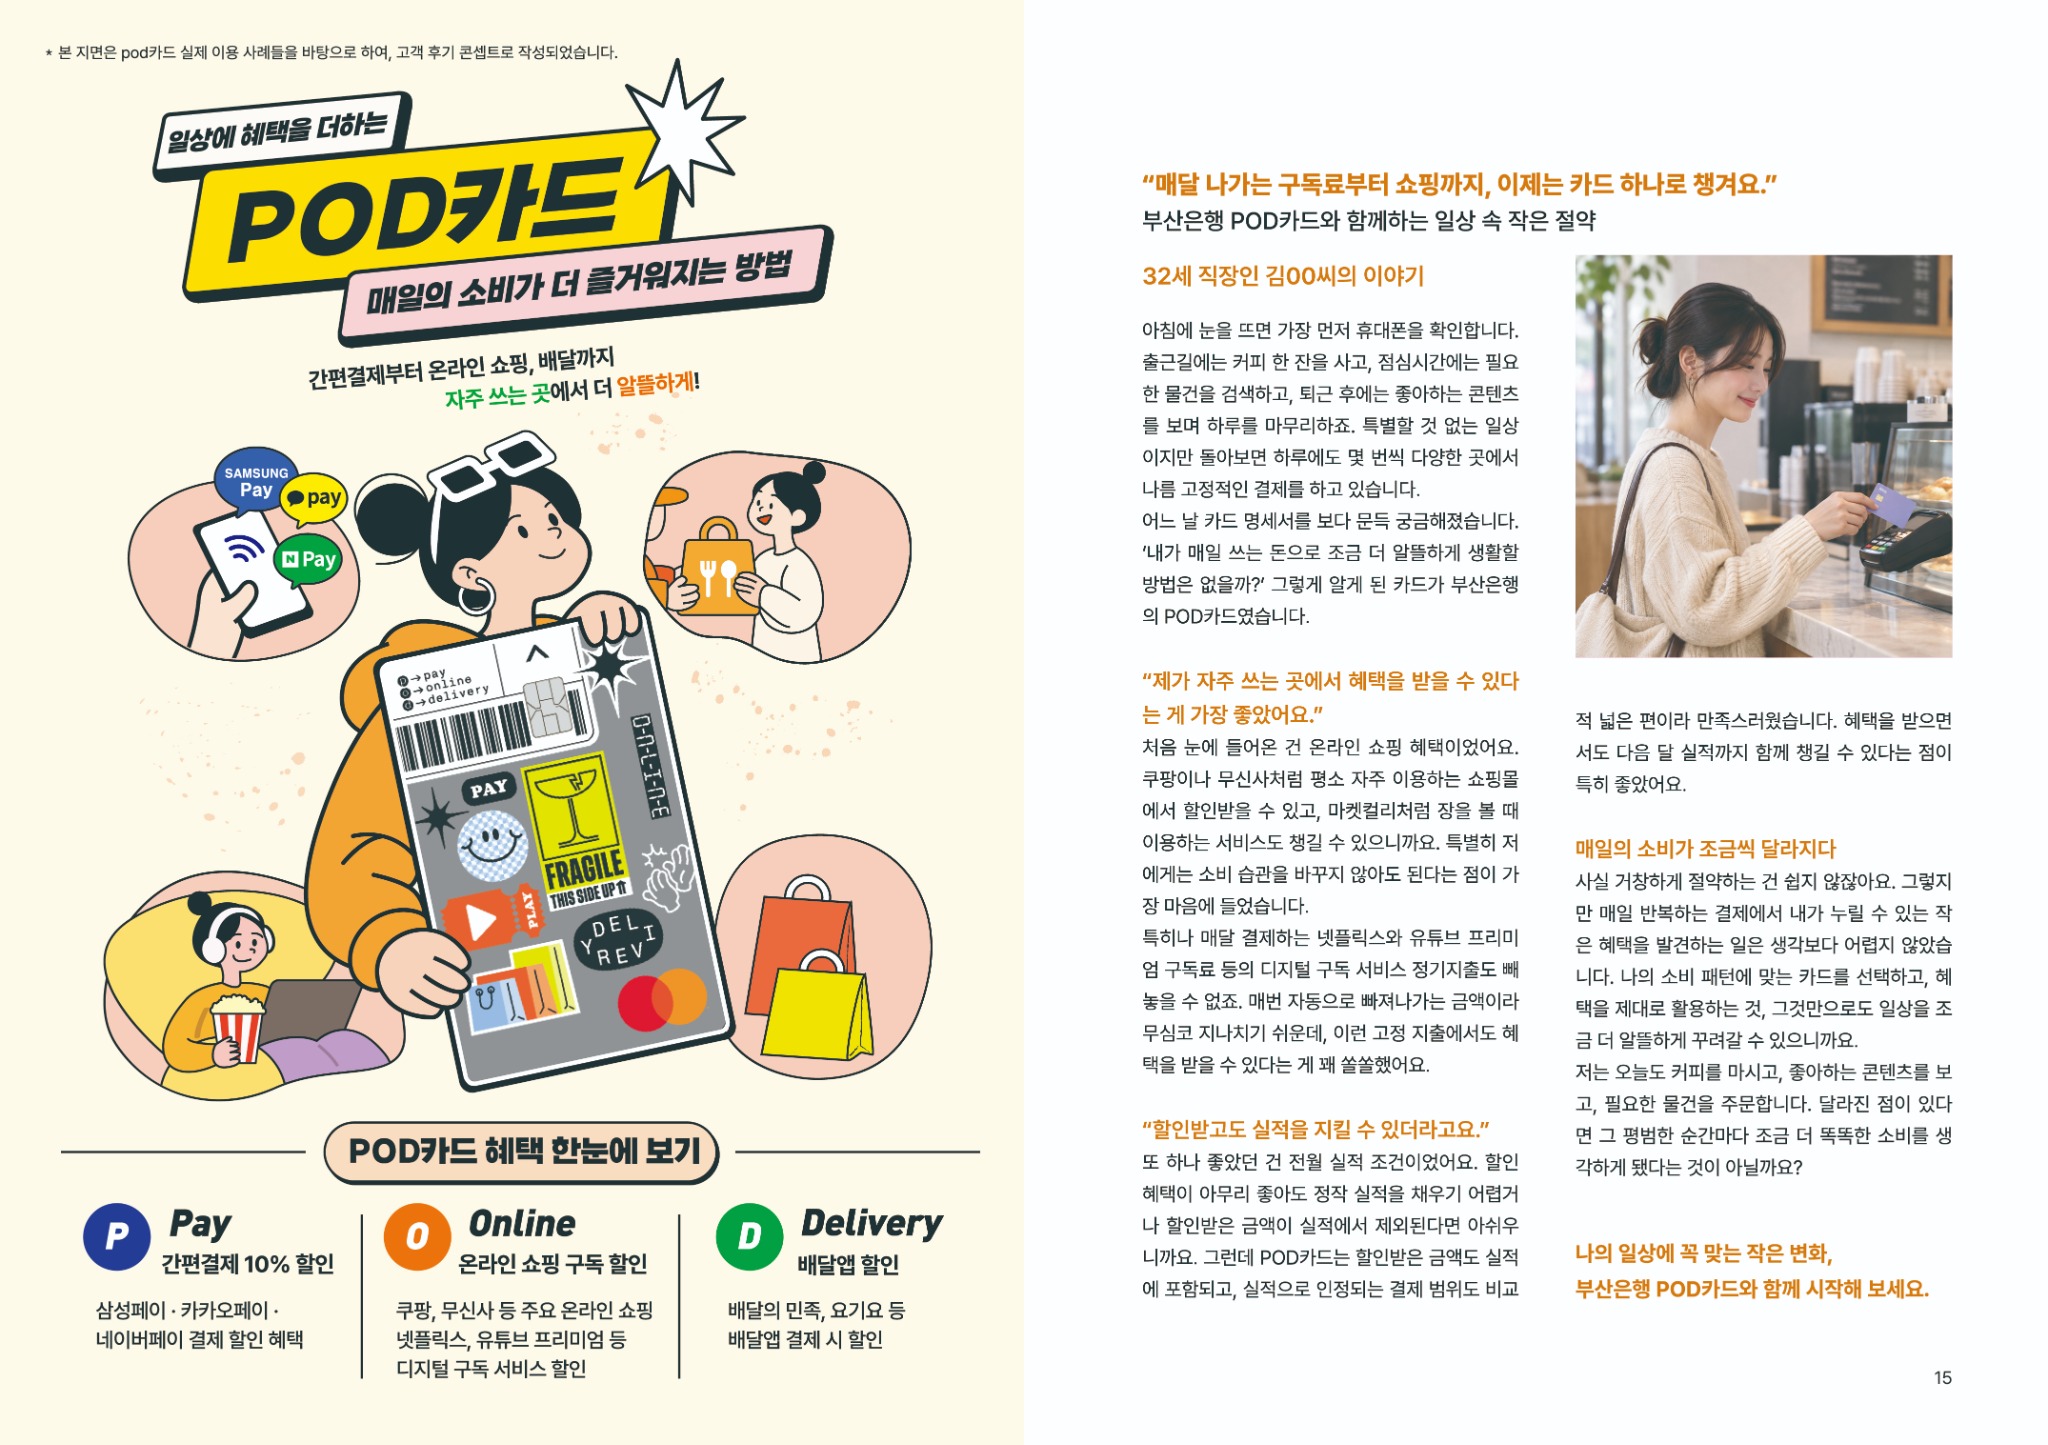 * 본 지면은 pod카드 실제 이용 사례들을 바탕으로 하여, 고객 후기 콘셉트로 작성되었습니다.
일상에 혜택을 더하는
POD카드
매일의 소비가 더 즐거워지는 방법
간편결제부터 온라인 쇼핑, 배달까지
자주 쓰는 곳에서 더 알뜰하게!
SAMSUNG
Pay
pay
N Pay
P→pay
O→online
d→delivery
O-N-L-I-N-E
PAY
FRAGILE
THIS SIDE UP
PLAY
DELIVERY
POD카드 혜택 한눈에 보기
P Pay
간편결제 10% 할인
삼성페이 · 카카오페이 ·
네이버페이 결제 할인 혜택
O Online
온라인 쇼핑 구독 할인
쿠팡, 무신사 등 주요 온라인 쇼핑
넷플릭스, 유튜브 프리미엄 등
디지털 구독 서비스 할인
D Delivery
배달앱 할인
배달의 민족, 요기요 등
배달앱 결제 시 할인
“매달 나가는 구독료부터 쇼핑까지, 이제는 카드 하나로 챙겨요.”
부산은행 POD카드와 함께하는 일상 속 작은 절약
32세 직장인 김00씨의 이야기
아침에 눈을 뜨면 가장 먼저 휴대폰을 확인합니다.
출근길에는 커피 한 잔을 사고, 점심시간에는 필요
한 물건을 검색하고, 퇴근 후에는 좋아하는 콘텐츠
를 보며 하루를 마무리하죠. 특별할 것 없는 일상
이지만 돌아보면 하루에도 몇 번씩 다양한 곳에서
나름 고정적인 결제를 하고 있습니다.
어느 날 카드 명세서를 보다 문득 궁금해졌습니다.
‘내가 매일 쓰는 돈으로 조금 더 알뜰하게 생활할
방법은 없을까?’ 그렇게 알게 된 카드가 부산은행
의 POD카드였습니다.
“제가 자주 쓰는 곳에서 혜택을 받을 수 있다
는 게 가장 좋았어요.”
처음 눈에 들어온 건 온라인 쇼핑 혜택이었어요.
쿠팡이나 무신사처럼 평소 자주 이용하는 쇼핑몰
에서 할인받을 수 있고, 마켓컬리처럼 장을 볼 때
이용하는 서비스도 챙길 수 있으니까요. 특별히 저
에게는 소비 습관을 바꾸지 않아도 된다는 점이 가
장 마음에 들었습니다.
특히나 매달 결제하는 넷플릭스와 유튜브 프리미
엄 구독료 등의 디지털 구독 서비스 정기지출도 빼
놓을 수 없죠. 매번 자동으로 빠져나가는 금액이라
무심코 지나치기 쉬운데, 이런 고정 지출에서도 혜
택을 받을 수 있다는 게 꽤 쏠쏠했어요.
“할인받고도 실적을 지킬 수 있더라고요.”
또 하나 좋았던 건 전월 실적 조건이었어요. 할인
혜택이 아무리 좋아도 정작 실적을 채우기 어렵거
나 할인받은 금액이 실적에서 제외된다면 아쉬우
니까요. 그런데 POD카드는 할인받은 금액도 실적
에 포함되고, 실적으로 인정되는 결제 범위도 비교
적 넓은 편이라 만족스러웠습니다. 혜택을 받으면
서도 다음 달 실적까지 함께 챙길 수 있다는 점이
특히 좋았어요.
매일의 소비가 조금씩 달라지다
사실 거창하게 절약하는 건 쉽지 않잖아요. 그렇지
만 매일 반복하는 결제에서 내가 누릴 수 있는 작
은 혜택을 발견하는 일은 생각보다 어렵지 않았습
니다. 나의 소비 패턴에 맞는 카드를 선택하고, 혜
택을 제대로 활용하는 것, 그것만으로도 일상을 조
금 더 알뜰하게 꾸려갈 수 있으니까요.
저는 오늘도 커피를 마시고, 좋아하는 콘텐츠를 보
고, 필요한 물건을 주문합니다. 달라진 점이 있다
면 그 평범한 순간마다 조금 더 똑똑한 소비를 생
각하게 됐다는 것이 아닐까요?
나의 일상에 꼭 맞는 작은 변화,
부산은행 POD카드와 함께 시작해 보세요.
15